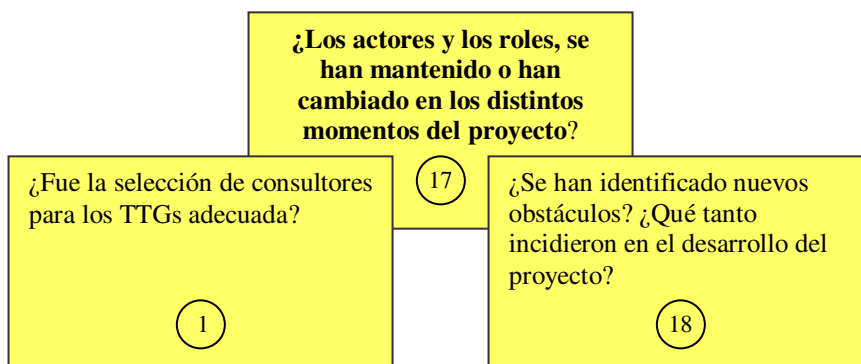 ¿Los actores y los roles, se
han mantenido o han
cambiado en los distintos
momentos del proyecto?
17
¿Fue la selección de consultores
para los TTGs adecuada?
1
¿Se han identificado nuevos
obstáculos? ¿Qué tanto
incidieron en el desarrollo del
proyecto?
18